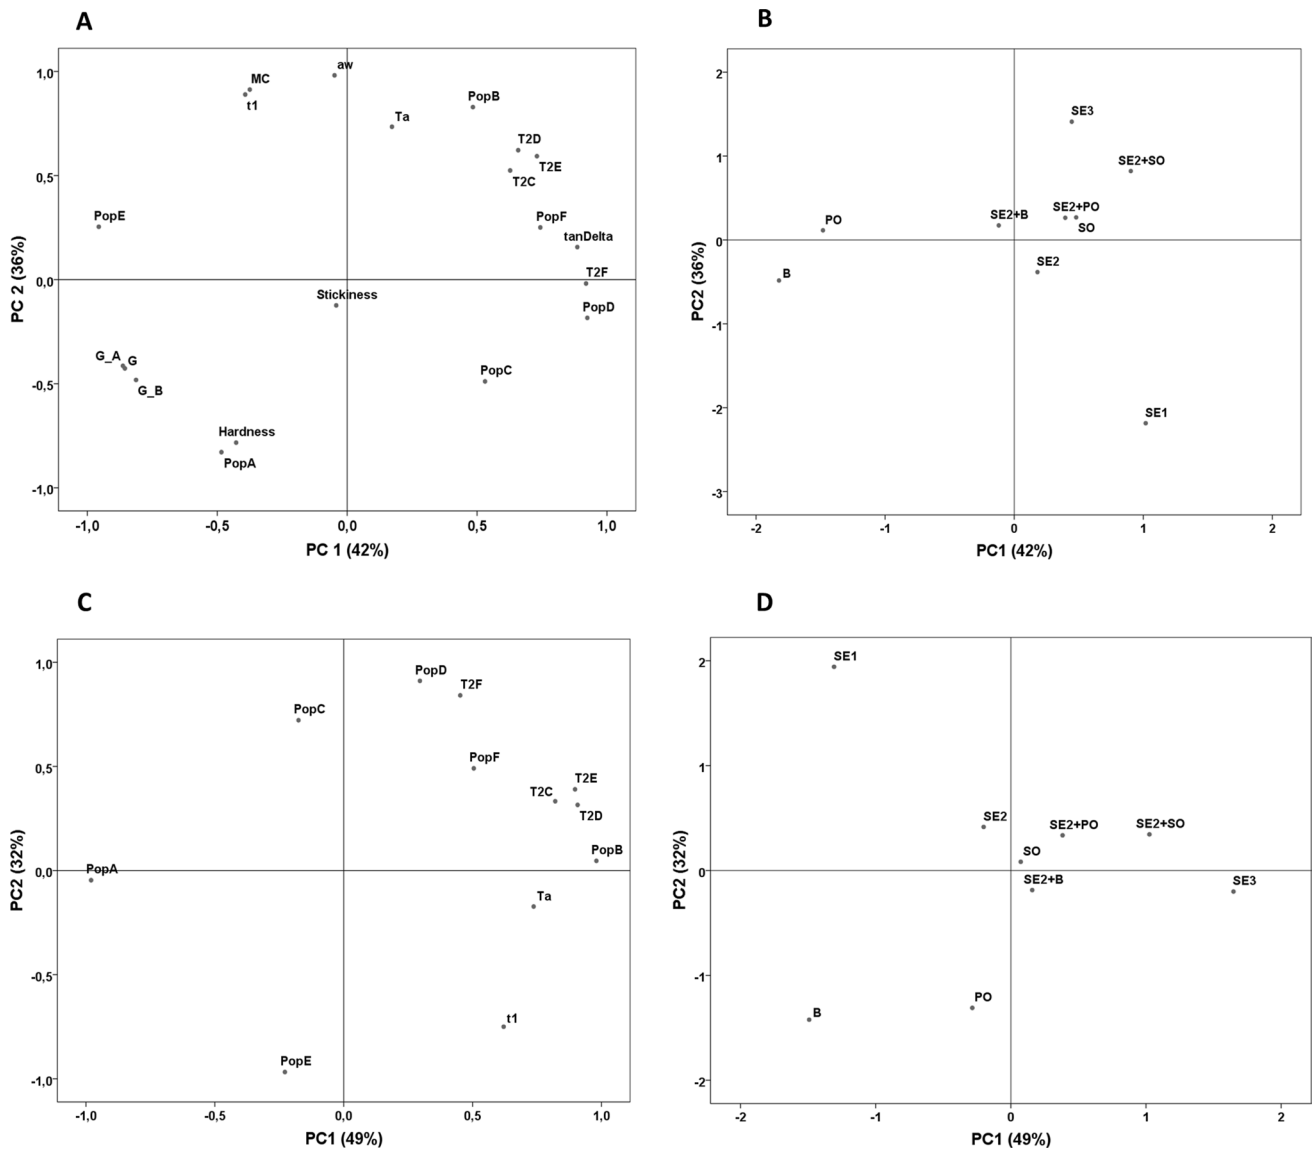 A
1,0
0,5
0,0
-0,5
-1,0
PC 2 (36%)
MC
t1
aw
Ta
PopB
T2D
T2E
T2C
PopE
PopF
tanDelta
T2F
Stickiness
PopD
G_A
G
G_B
PopC
Hardness
PopA
-1,0
-0,5
0,0
0,5
1,0
PC 1 (42%)
B
2
1
0
-1
-2
-3
PC2 (36%)
SE3
SE2+SO
PO
SE2+B
SE2+PO
SO
B
SE2
SE1
-2
-1
0
1
2
PC1 (42%)
C
1,0
0,5
0,0
-0,5
-1,0
PC2 (32%)
PopD
T2F
PopC
PopF
T2E
T2C
T2D
PopB
PopA
Ta
t1
PopE
-1,0
-0,5
0,0
0,5
1,0
PC1 (49%)
D
2
1
0
-1
-2
PC2 (32%)
SE1
SE2
SE2+PO
SE2+SO
SO
SE2+B
SE3
PO
B
-2
-1
0
1
2
PC1 (49%)